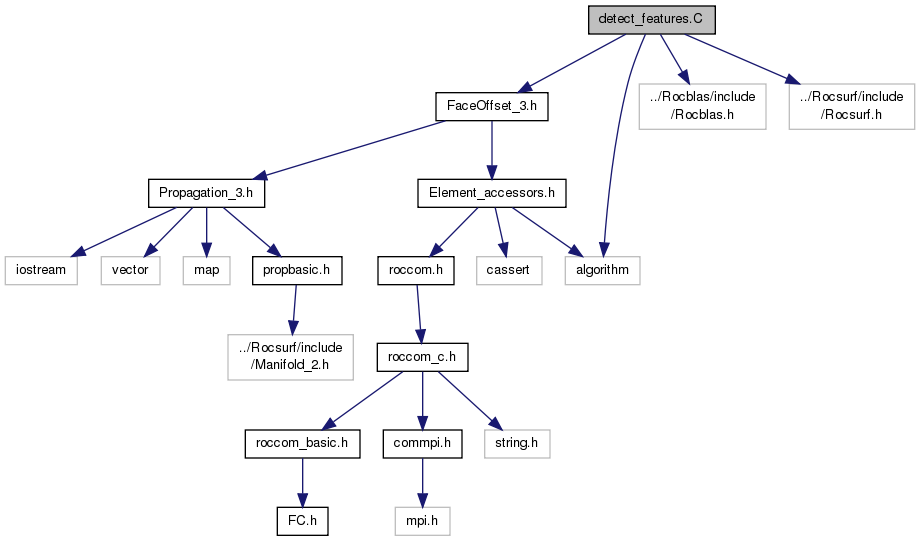 detect_features.C
FaceOffset_3.h
../Rocblas/include
/Rocblas.h
../Rocsurf/include
/Rocsurf.h
Propagation_3.h
Element_accessors.h
iostream
vector
map
propbasic.h
roccom.h
cassert
algorithm
../Rocsurf/include
/Manifold_2.h
roccom_c.h
roccom_basic.h
commpi.h
string.h
FC.h
mpi.h